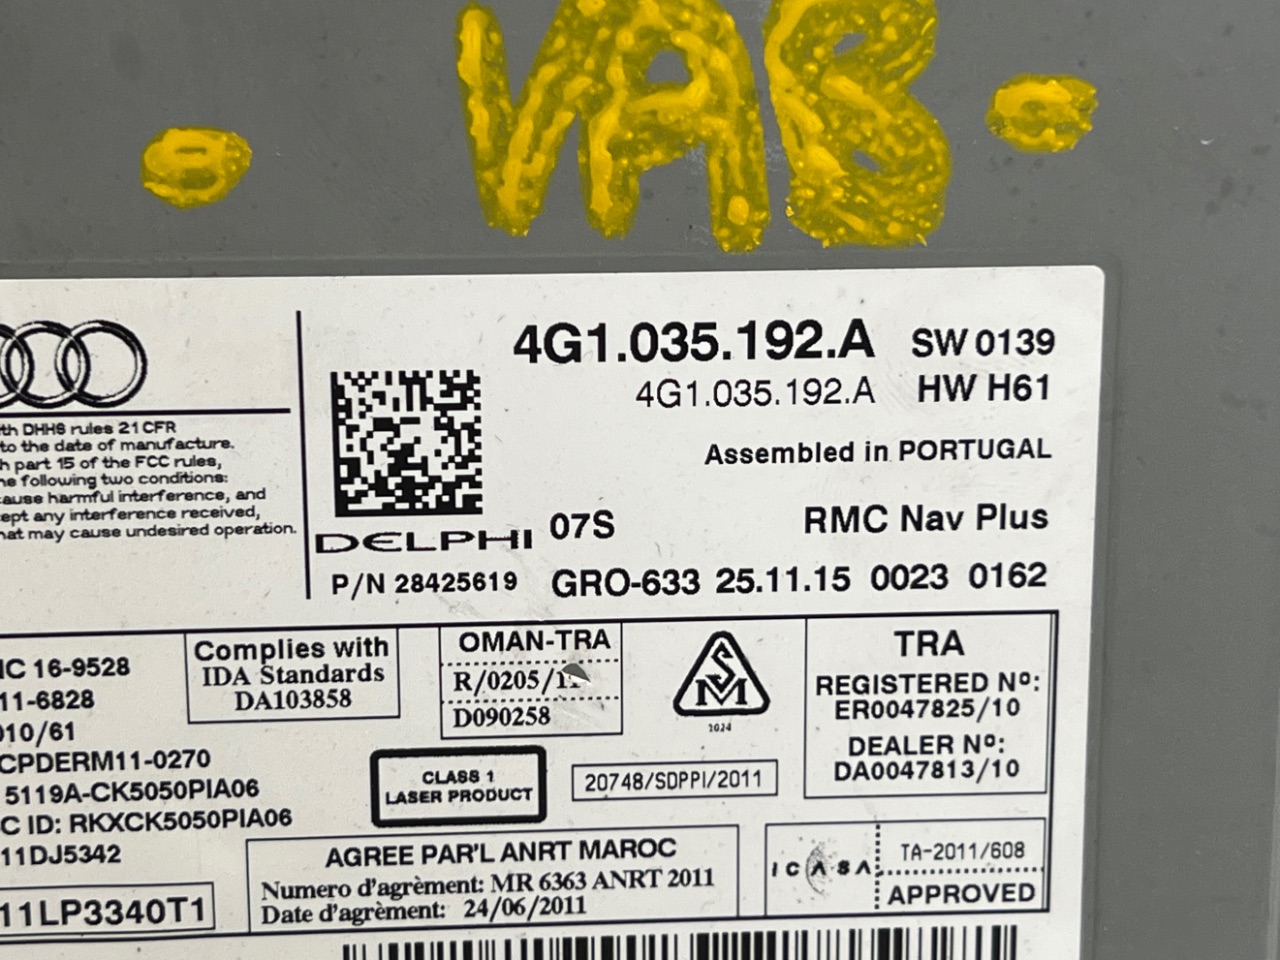 - VAB -
4G1.035.192.A SW 0139
4G1.035.192.A HW H61
Assembled in PORTUGAL
th DHHS rules 21 CFR
to the date of manufacture.
h part 15 of the FCC rules,
he following two conditions:
cause harmful interference, and
ept any interference received,
hat may cause undesired operation.
DELPHI 07S RMC Nav Plus
P/N 28425619 GRO-633 25.11.15 0023 0162
IC 16-9528
11-6828
010/61
CPDERM11-0270
5119A-CK5050PIA06
C ID: RKXCK5050PIA06
11DJ5342
11LP3340T1
Complies with
IDA Standards
DA103858
OMAN-TRA
R/0205/
D090258
SM
2024
TRA
REGISTERED Nº:
ER0047825/10
DEALER Nº:
DA0047813/10
CLASS 1
LASER PRODUCT
20748/SDPPI/2011
AGREE PAR'L ANRT MAROC
Numero d'agrèment: MR 6363 ANRT 2011
Date d'agrèment: 24/06/2011
ICASA TA-2011/608
APPROVED